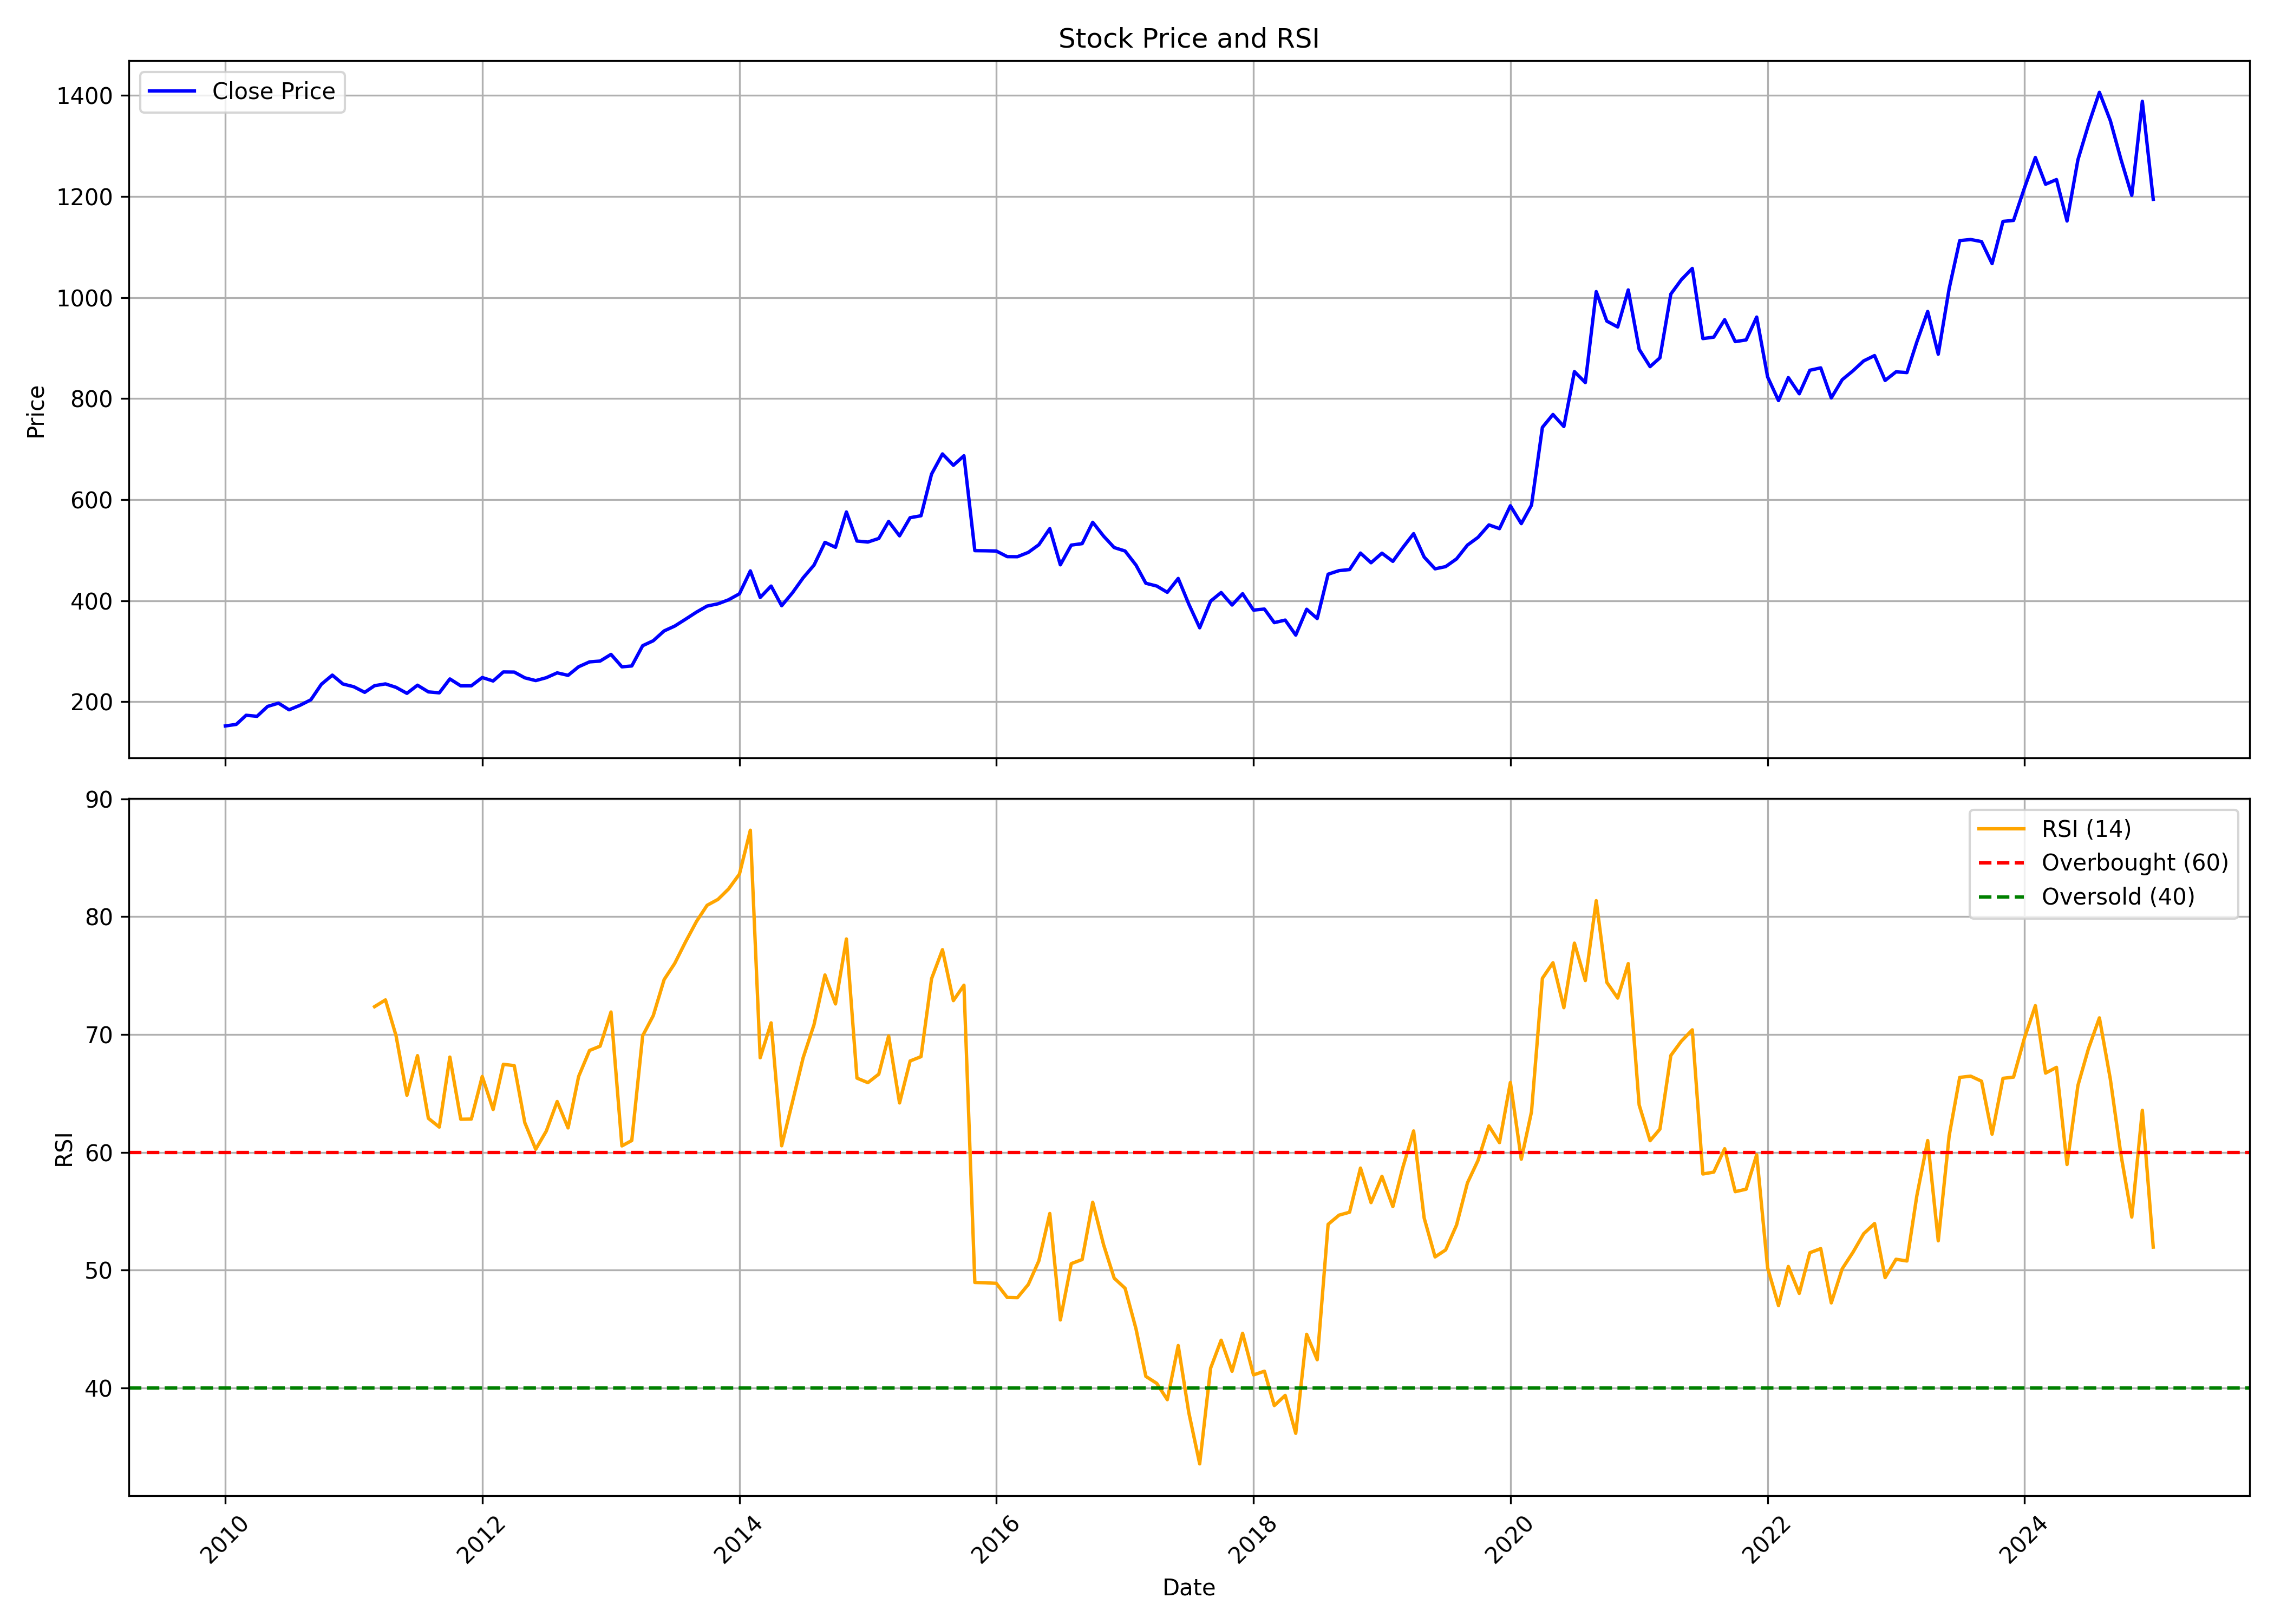 Stock Price and RSI
Close Price
1400
1200
1000
800
600
400
200
Price
90
80
70
60
50
40
RSI
RSI (14)
Overbought (60)
Oversold (40)
2010
2012
2014
2016
2018
2020
2022
2024
Date